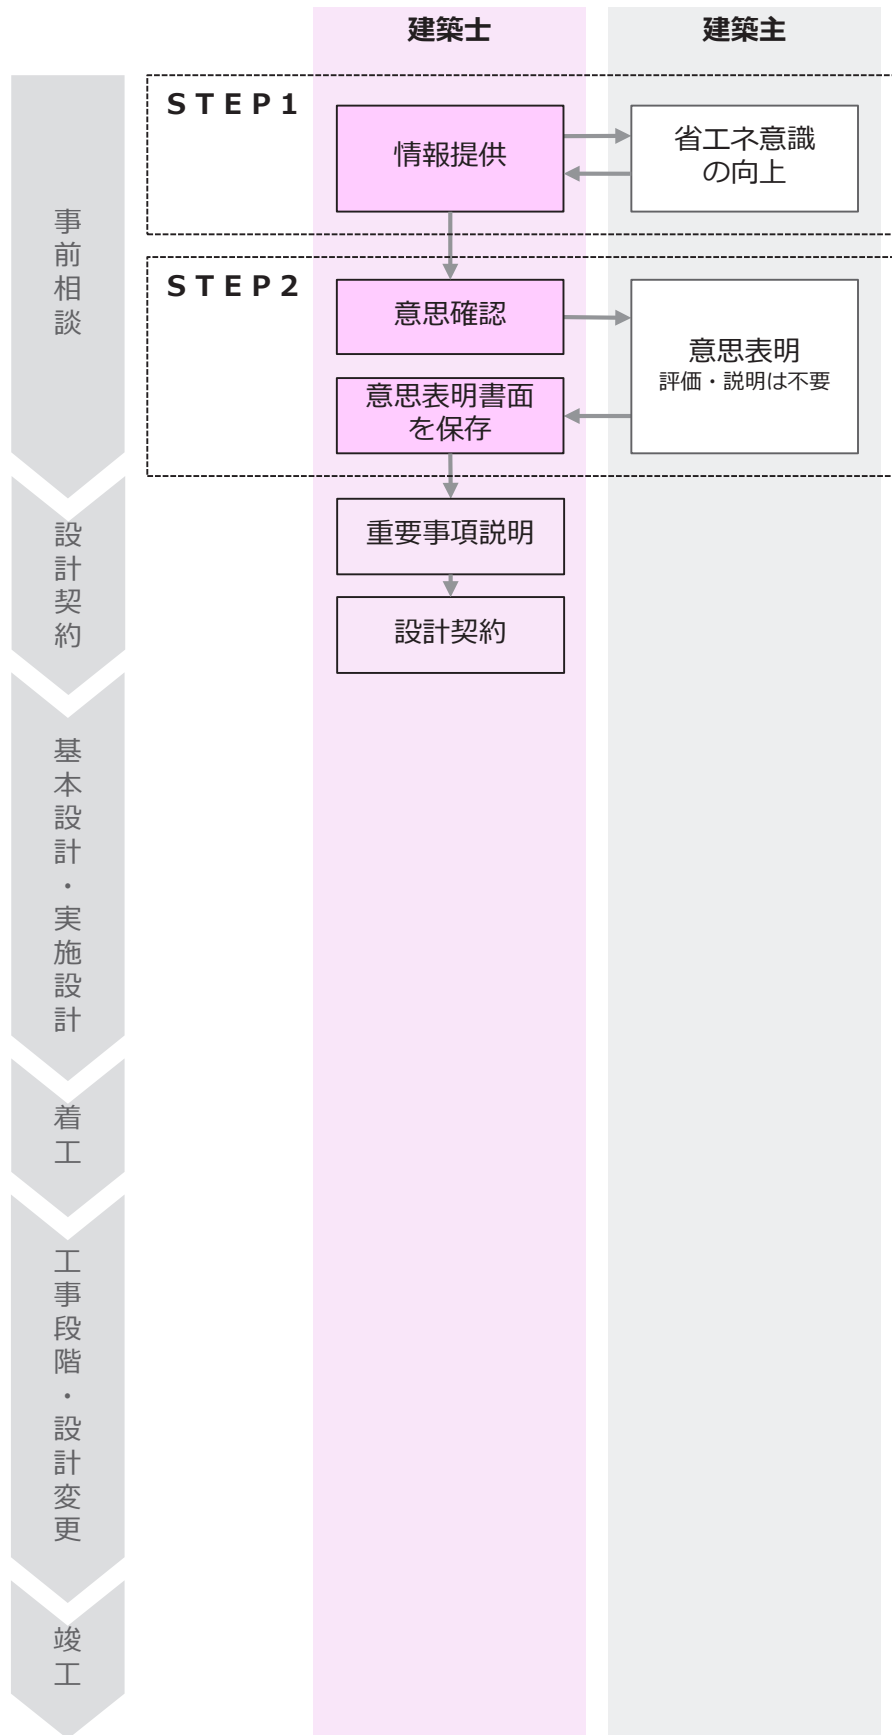 建築士
建築主
STEP1
情報提供
省エネ意識
の向上
事前相談
STEP2
意思確認
意思表明
評価・説明は不要
意思表明書面
を保存
設計契約
重要事項説明
設計契約
基本設計・実施設計
着工
工事段階・設計変更
竣工